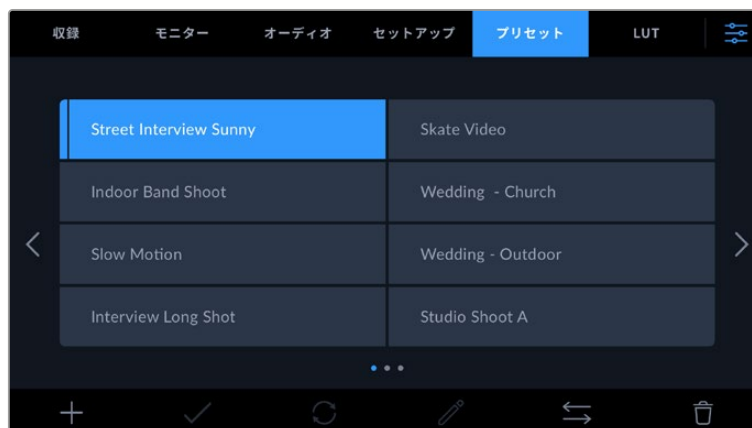 収録 モニター オーディオ セットアップ プリセット LUT
Street Interview Sunny Skate Video
Indoor Band Shoot Wedding - Church
Slow Motion Wedding - Outdoor
Interview Long Shot Studio Shoot A